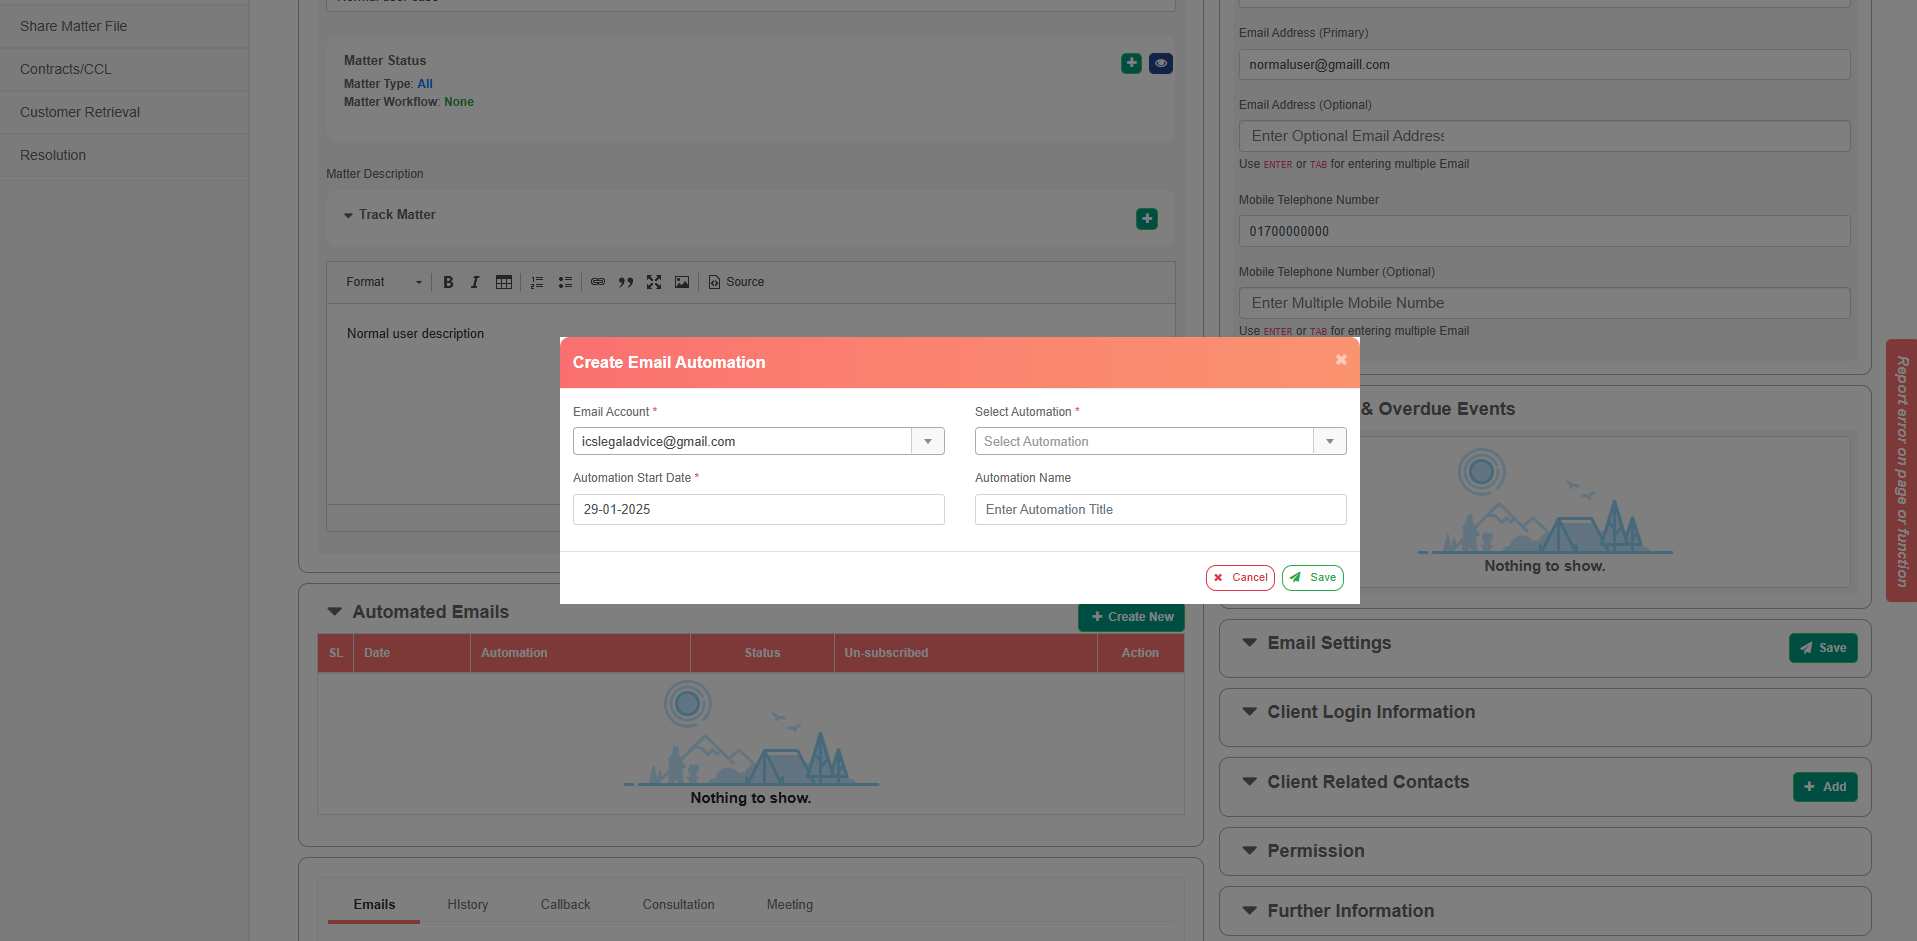 Share Matter File
Contracts/CCL
Customer Retrieval
Resolution
Matter Status
Matter Type: All
Matter Workflow: None
Matter Description
Track Matter
Format
Source
Normal user description
Email Address (Primary)
normaluser@gmaill.com
Email Address (Optional)
Enter Optional Email Address
Use ENTER or TAB for entering multiple Email
Mobile Telephone Number
01700000000
Mobile Telephone Number (Optional)
Enter Multiple Mobile Numbe
Use ENTER or TAB for entering multiple Email
Create Email Automation
Email Account *
icslegaladvice@gmail.com
Select Automation *
Select Automation
Automation Start Date *
29-01-2025
Automation Name
Enter Automation Title
Cancel
Save
& Overdue Events
Nothing to show.
Report error on page or function
Automated Emails
Create New
SL Date Automation Status Un-subscribed Action
Nothing to show.
Emails HIstory Callback Consultation Meeting
Email Settings
Save
Client Login Information
Client Related Contacts
Add
Permission
Further Information